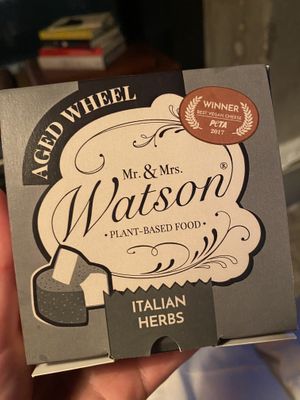 AGED WHEEL
WINNER
BEST VEGAN CHEESE
PETA
2017
Mr. & Mrs.
Watson®
• PLANT-BASED FOOD •
ITALIAN
HERBS